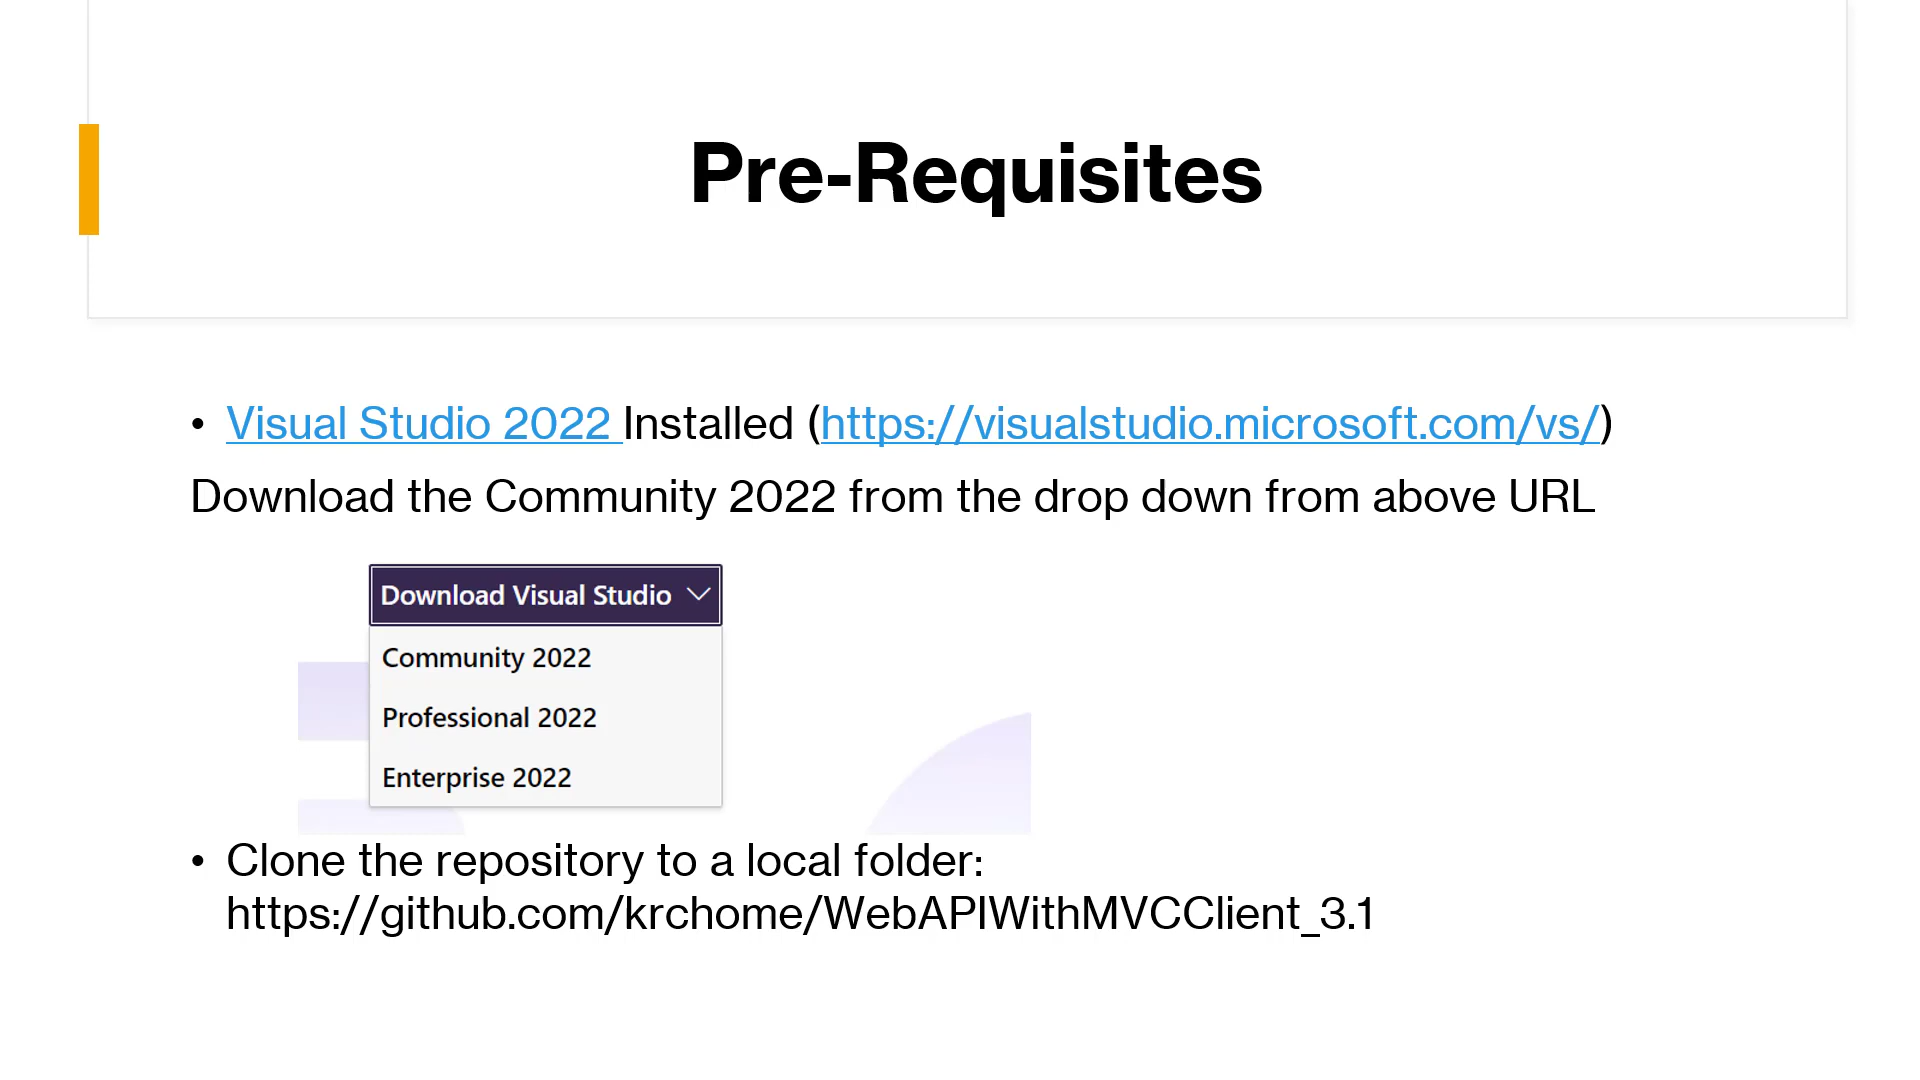 Pre-Requisites
• Visual Studio 2022 Installed (https://visualstudio.microsoft.com/vs/)
Download the Community 2022 from the drop down from above URL
Download Visual Studio
Community 2022
Professional 2022
Enterprise 2022
• Clone the repository to a local folder:
https://github.com/krchome/WebAPIWithMVCClient_3.1